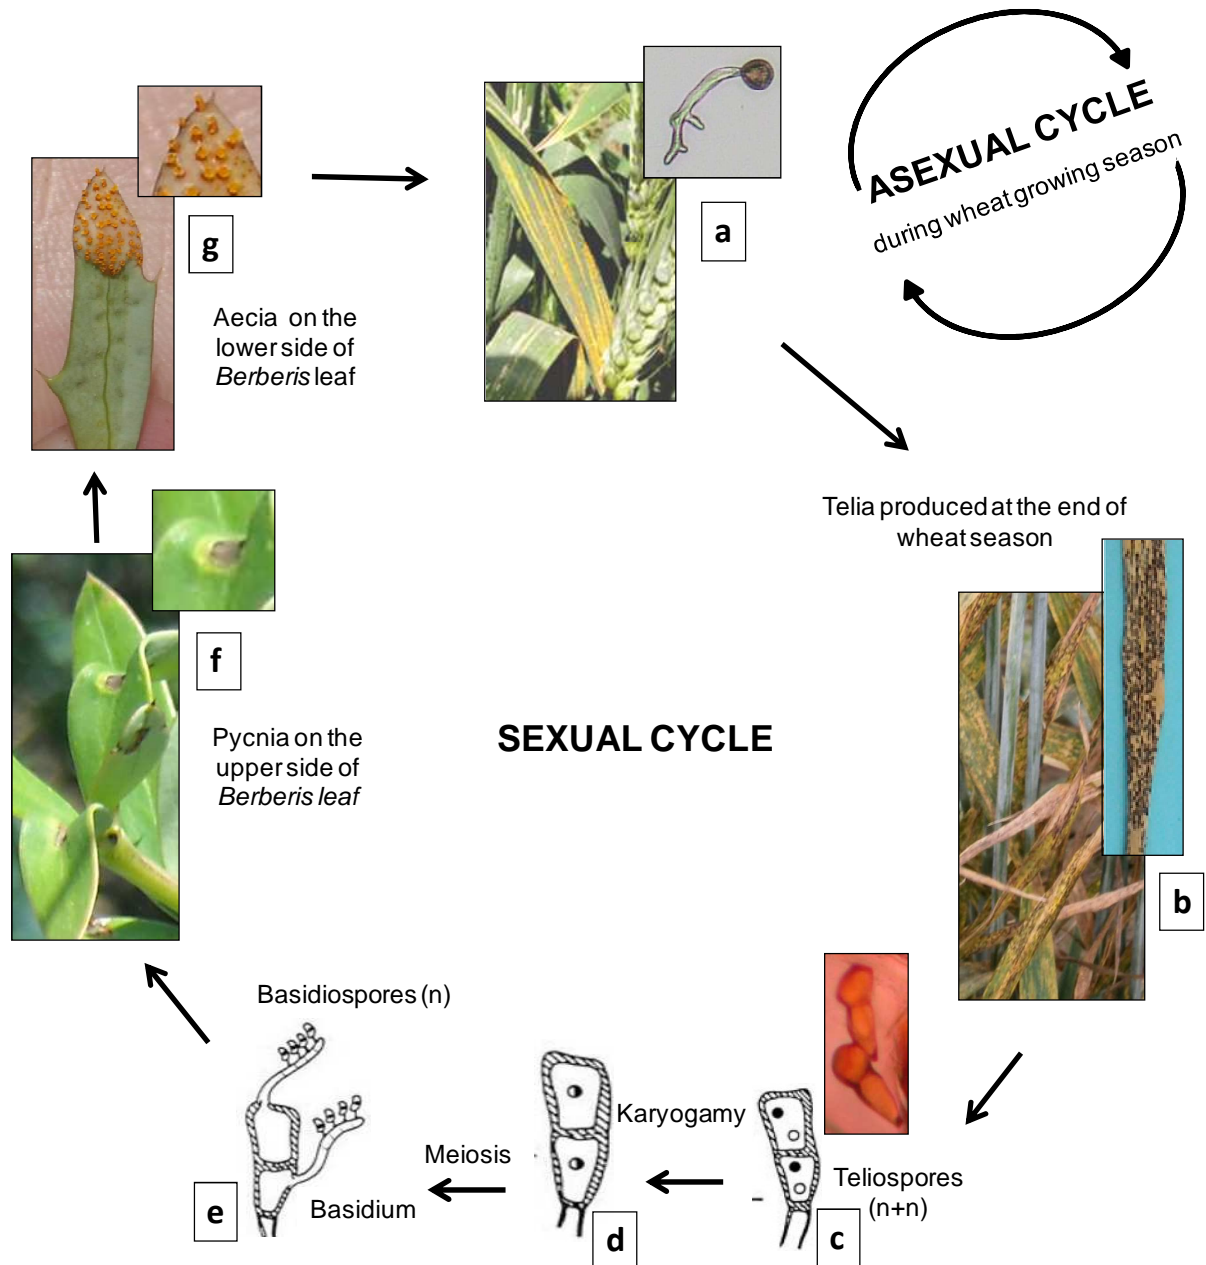 ASEXUAL CYCLE
during wheat growing season
a
g
Aecia on the
lower side of
Berberis leaf
Telia produced at the end of
wheat season
f
Pycnia on the
upper side of
Berberis leaf
SEXUAL CYCLE
b
Basidiospores (n)
Karyogamy
Meiosis
Teliospores
(n+n)
e
Basidium
d
c